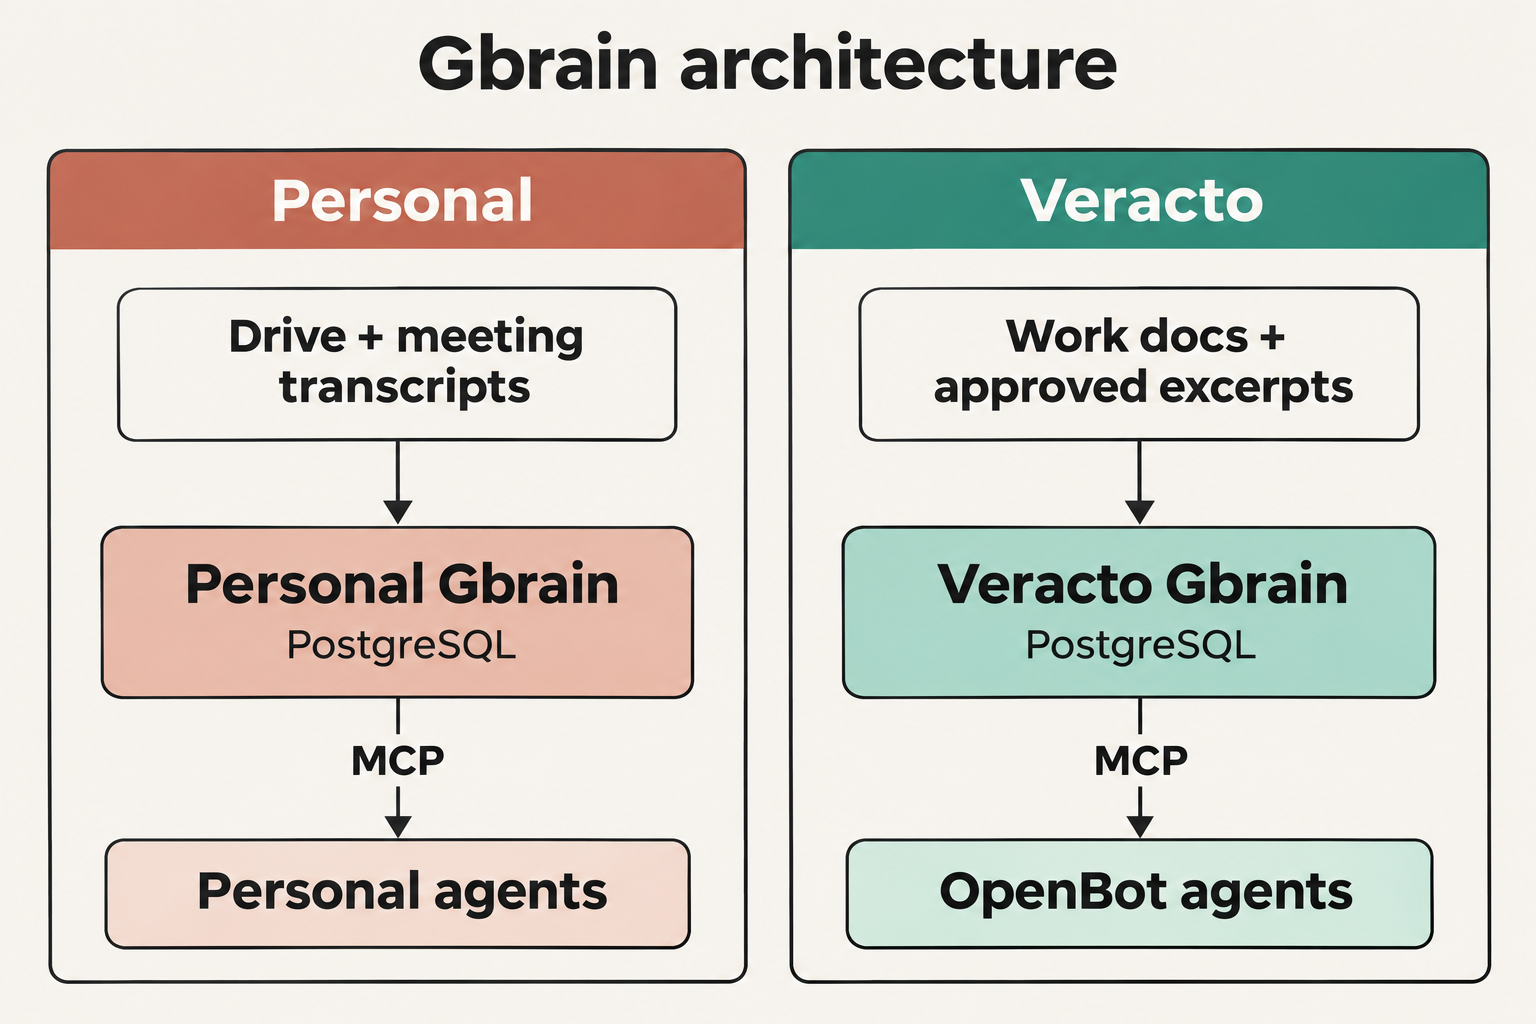 Gbrain architecture
Personal
Drive + meeting
transcripts
Personal Gbrain
PostgreSQL
MCP
Personal agents
Veracto
Work docs +
approved excerpts
Veracto Gbrain
PostgreSQL
MCP
OpenBot agents